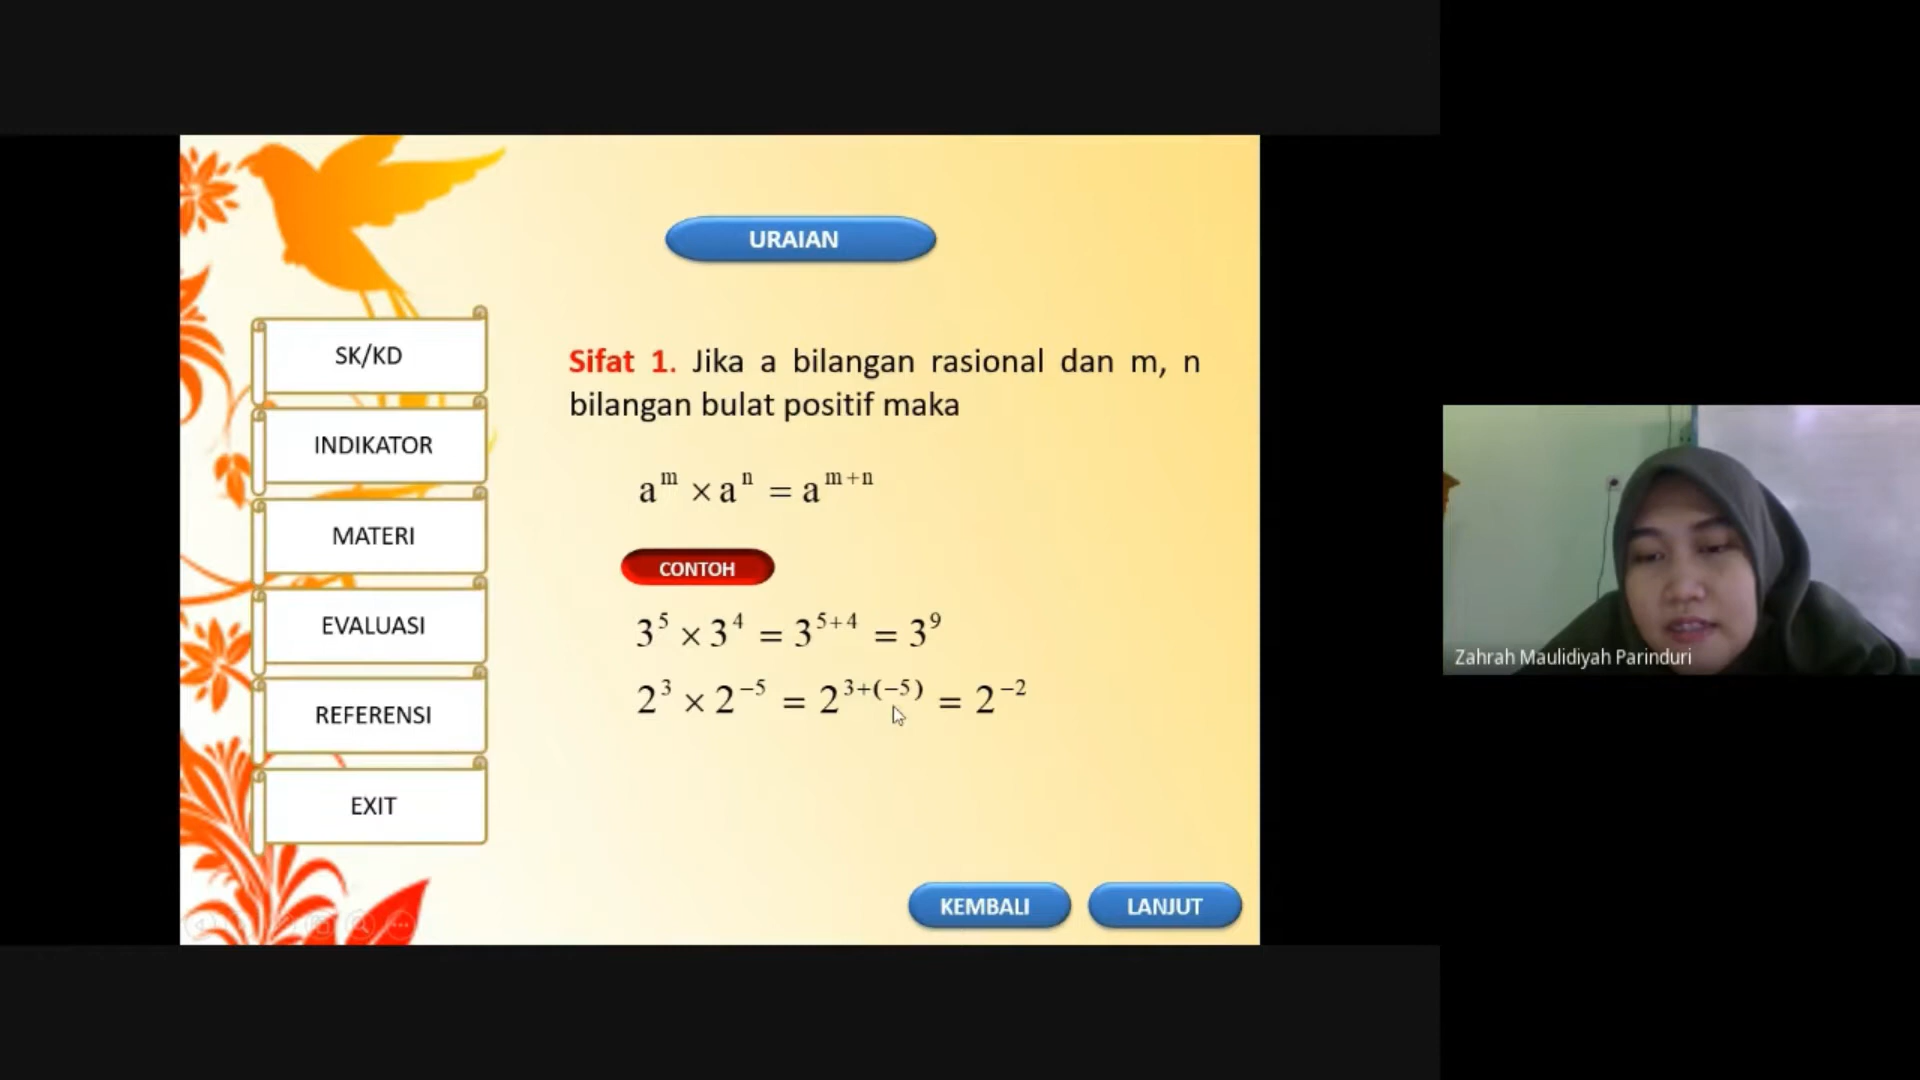 URAIAN
SK/KD
INDIKATOR
MATERI
EVALUASI
REFERENSI
EXIT
Sifat 1. Jika a bilangan rasional dan m, n
bilangan bulat positif maka
a^m × a^n = a^{m+n}
CONTOH
3^5 × 3^4 = 3^{5+4} = 3^9
2^3 × 2^{-5} = 2^{3+(-5)} = 2^{-2}
KEMBALI
LANJUT
Zahrah Maulidiyah Parinduri